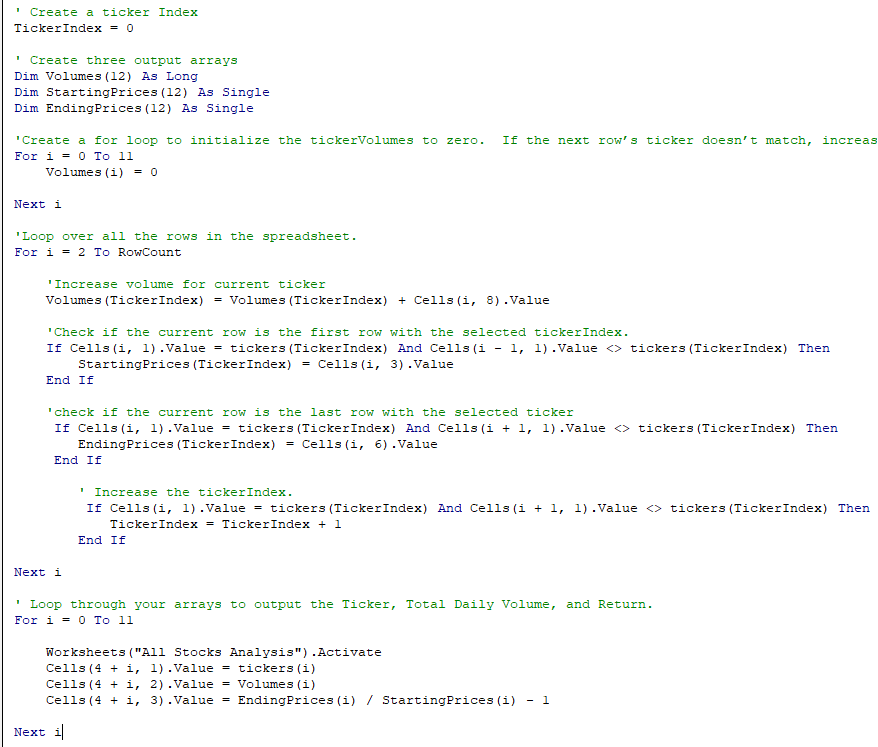 ' Create a ticker Index
TickerIndex = 0
' Create three output arrays
Dim Volumes(12) As Long
Dim StartingPrices(12) As Single
Dim EndingPrices(12) As Single
'Create a for loop to initialize the tickerVolumes to zero.  If the next row’s ticker doesn’t match, increas
For i = 0 To 11
    Volumes(i) = 0
Next i
'Loop over all the rows in the spreadsheet.
For i = 2 To RowCount
    'Increase volume for current ticker
    Volumes(TickerIndex) = Volumes(TickerIndex) + Cells(i, 8).Value
    'Check if the current row is the first row with the selected tickerIndex.
    If Cells(i, 1).Value = tickers(TickerIndex) And Cells(i - 1, 1).Value <> tickers(TickerIndex) Then
        StartingPrices(TickerIndex) = Cells(i, 3).Value
    End If
    'check if the current row is the last row with the selected ticker
     If Cells(i, 1).Value = tickers(TickerIndex) And Cells(i + 1, 1).Value <> tickers(TickerIndex) Then
        EndingPrices(TickerIndex) = Cells(i, 6).Value
     End If
        ' Increase the tickerIndex.
         If Cells(i, 1).Value = tickers(TickerIndex) And Cells(i + 1, 1).Value <> tickers(TickerIndex) Then
            TickerIndex = TickerIndex + 1
        End If
Next i
' Loop through your arrays to output the Ticker, Total Daily Volume, and Return.
For i = 0 To 11
    Worksheets("All Stocks Analysis").Activate
    Cells(4 + i, 1).Value = tickers(i)
    Cells(4 + i, 2).Value = Volumes(i)
    Cells(4 + i, 3).Value = EndingPrices(i) / StartingPrices(i) - 1
Next i